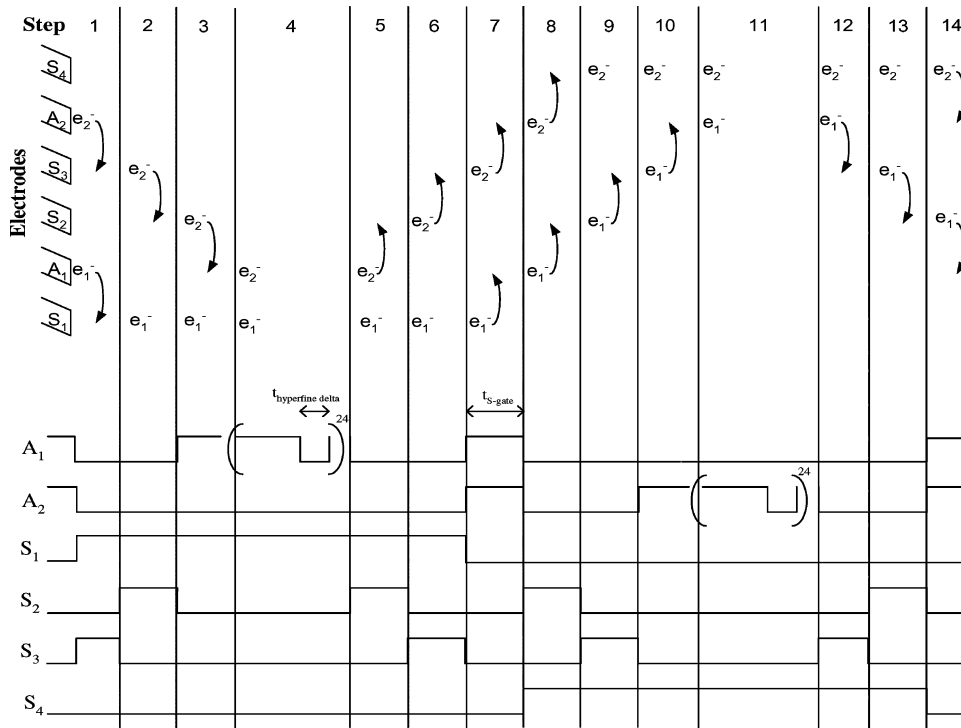 Step 1 2 3 4 5 6 7 8 9 10 11 12 13 14
Electrodes
S₄ e₂⁻ e₂⁻ e₂⁻ e₂⁻ e₂⁻ e₂⁻
A₂ e₂⁻ e₂⁻ e₁⁻ e₁⁻
S₃ e₂⁻ e₂⁻ e₁⁻ e₁⁻
S₂ e₂⁻ e₂⁻ e₁⁻ e₁⁻
A₁ e₁⁻ e₂⁻ e₂⁻ e₁⁻
S₁ e₁⁻ e₁⁻ e₁⁻ e₁⁻ e₁⁻ e₁⁻
t hyperfine delta
t S-gate
A₁ ( ) 24
A₂ ( ) 24
S₁
S₂
S₃
S₄